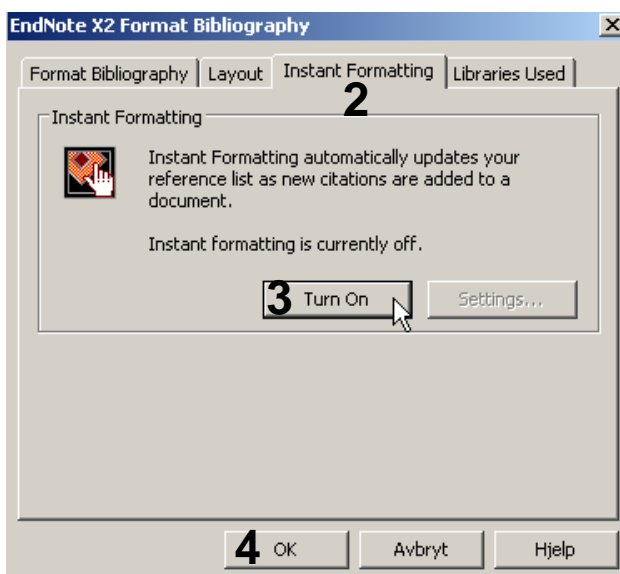 EndNote X2 Format Bibliography
Format Bibliography Layout Instant Formatting Libraries Used
2
Instant Formatting
Instant Formatting automatically updates your
reference list as new citations are added to a
document.
Instant formatting is currently off.
3 Turn On Settings...
4 OK Avbryt Hjelp